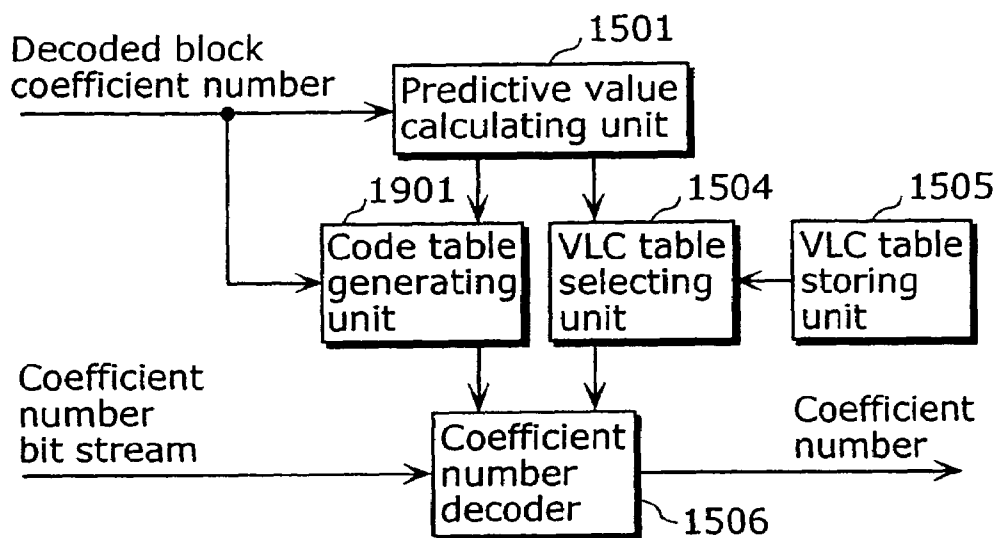 1501
Decoded block
coefficient number
Predictive value
calculating unit
1901
1504
1505
Code table
generating
unit
VLC table
selecting
unit
VLC table
storing
unit
Coefficient
number
bit stream
Coefficient
number
decoder
Coefficient
number
1506